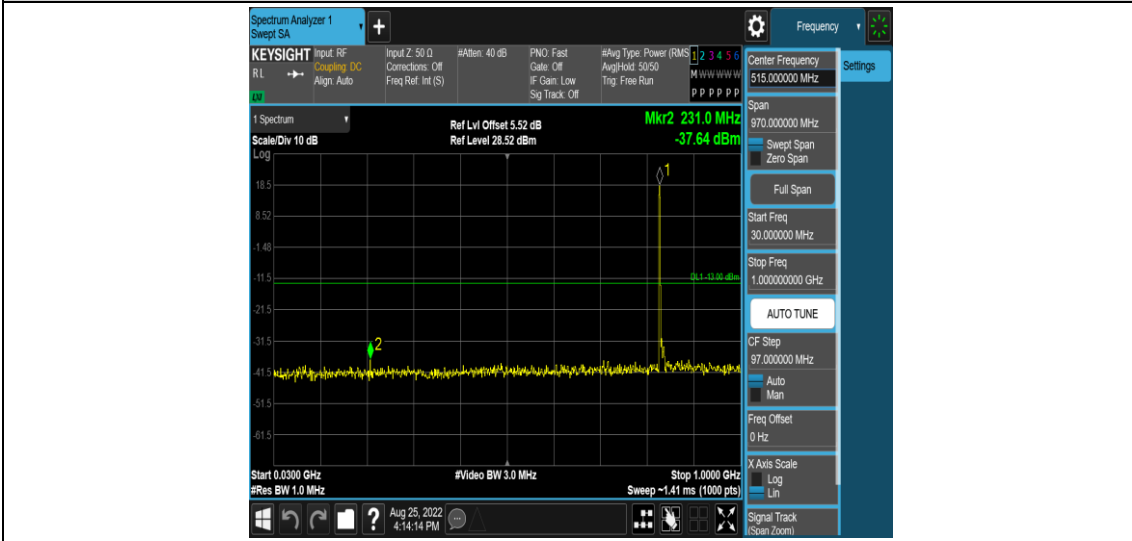 Spectrum Analyzer 1
Swept SA
+
Frequency
KEYSIGHT
RL
Input: RF
Coupling: DC
Align: Auto
Input Z: 50 Ω
Corrections: Off
Freq Ref: Int (S)
#Atten: 40 dB
PNO: Fast
Gate: Off
IF Gain: Low
Sig Track: Off
#Avg Type: Power (RMS
Avg|Hold: 50/50
Trig: Free Run
1 2 3 4 5 6
M W W W W W
P P P P P P
1 Spectrum
Scale/Div 10 dB
Log
Ref Lvl Offset 5.52 dB
Ref Level 28.52 dBm
Mkr2 231.0 MHz
-37.64 dBm
18.5
8.52
-1.48
-11.5
-21.5
-31.5
-41.5
-51.5
-61.5
1
DL1 -13.00 dBm
2
Start 0.0300 GHz
#Res BW 1.0 MHz
#Video BW 3.0 MHz
Stop 1.0000 GHz
Sweep ~1.41 ms (1000 pts)
Center Frequency
515.000000 MHz
Settings
Span
970.000000 MHz
Swept Span
Zero Span
Full Span
Start Freq
30.000000 MHz
Stop Freq
1.000000000 GHz
AUTO TUNE
CF Step
97.000000 MHz
Auto
Man
Freq Offset
0 Hz
X Axis Scale
Log
Lin
Signal Track
(Span Zoom)
?
Aug 25, 2022
4:14:14 PM